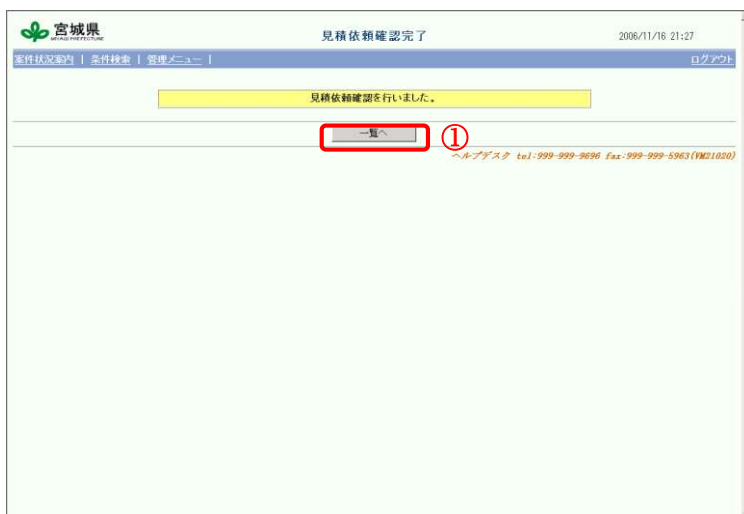 宮城県
MIYAGI PREFECTURE
見積依頼確認完了
2006/11/16 21:27
案件状況案内 | 条件検索 | 管理メニュー |
ログアウト
見積依頼確認を行いました。
一覧へ
①
ヘルプデスク tel:999-999-9696 fax:999-999-5963(VM21020)